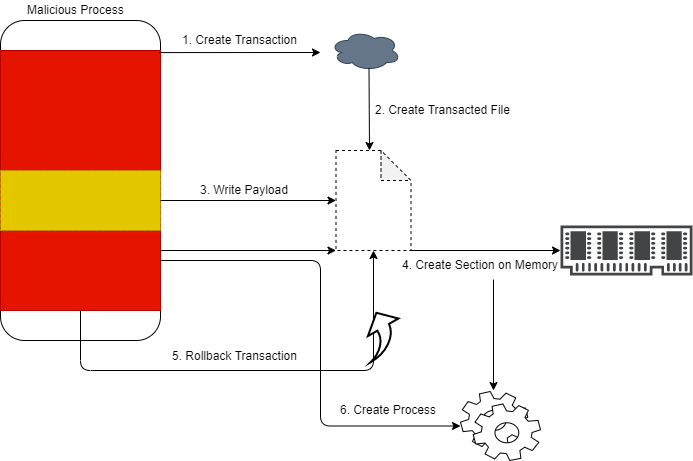 Malicious Process
1. Create Transaction
2. Create Transacted File
3. Write Payload
4. Create Section on Memory
5. Rollback Transaction
6. Create Process